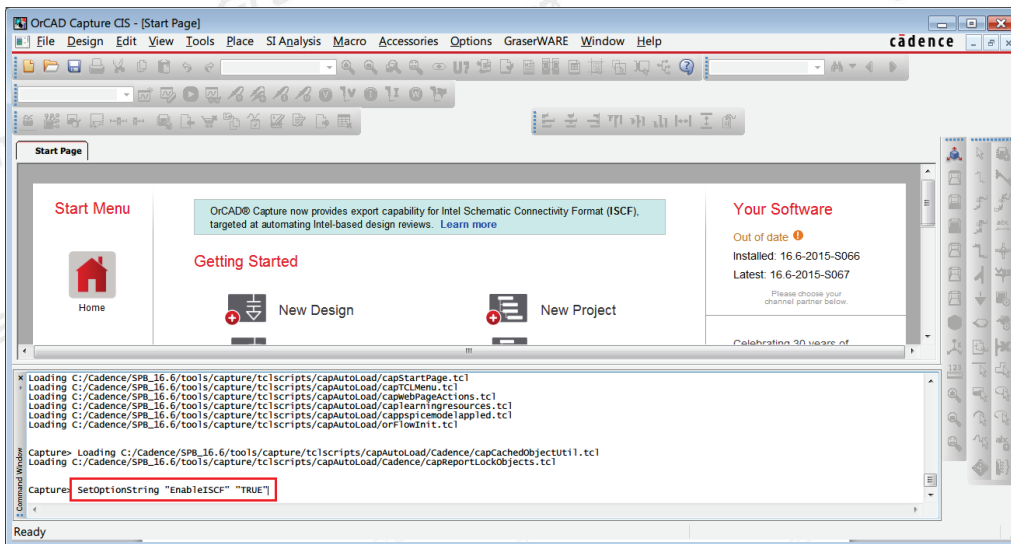 OrCAD Capture CIS - [Start Page]
File Design Edit View Tools Place SI Analysis Macro Accessories Options GraserWARE Window Help
cādence
Start Page
Start Menu
Home
OrCAD® Capture now provides export capability for Intel Schematic Connectivity Format (ISCF),
targeted at automating Intel-based design reviews. Learn more
Getting Started
New Design
New Project
Your Software
Out of date
Installed: 16.6-2015-S066
Latest: 16.6-2015-S067
Please choose your
channel partner below.
Celebrating 30 years of
Loading C:/Cadence/SPB_16.6/tools/capture/tclscripts/capAutoLoad/capStartPage.tcl
Loading C:/Cadence/SPB_16.6/tools/capture/tclscripts/capAutoLoad/capTCLMenu.tcl
Loading C:/Cadence/SPB_16.6/tools/capture/tclscripts/capAutoLoad/capWebPageActions.tcl
Loading C:/Cadence/SPB_16.6/tools/capture/tclscripts/capAutoLoad/caplearningresources.tcl
Loading C:/Cadence/SPB_16.6/tools/capture/tclscripts/capAutoLoad/appspicemodelappled.tcl
Loading C:/Cadence/SPB_16.6/tools/capture/tclscripts/capAutoLoad/orFlowInit.tcl
Capture> Loading C:/Cadence/SPB_16.6/tools/capture/tclscripts/capAutoLoad/Cadence/capCachedObjectUtil.tcl
Loading C:/Cadence/SPB_16.6/tools/capture/tclscripts/capAutoLoad/Cadence/capReportLockObjects.tcl
Capture> SetOptionString "EnableISCF" "TRUE"
Command Window
Ready